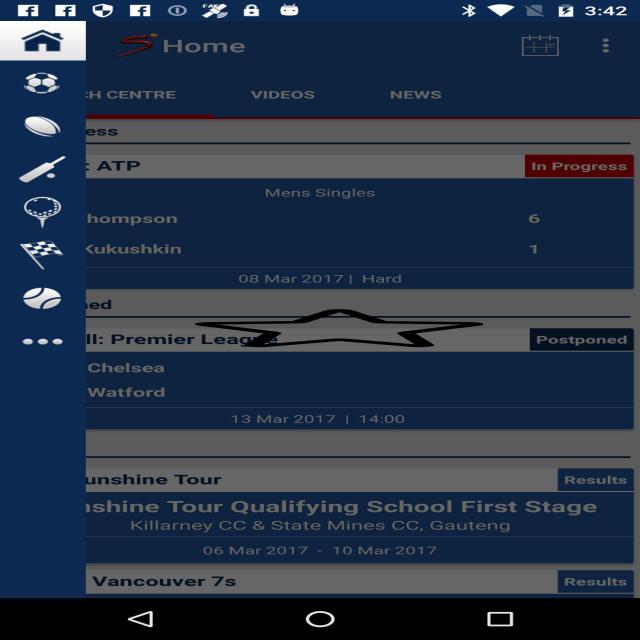 3:42
Home
CH CENTRE VIDEOS NEWS
ess
: ATP In Progress
Mens Singles
hompson 6
Kukushkin 1
08 Mar 2017 | Hard
ned
ll: Premier League Postponed
Chelsea
Watford
13 Mar 2017 | 14:00
unshine Tour Results
nshine Tour Qualifying School First Stage
Killarney CC & State Mines CC, Gauteng
06 Mar 2017 - 10 Mar 2017
Vancouver 7s Results